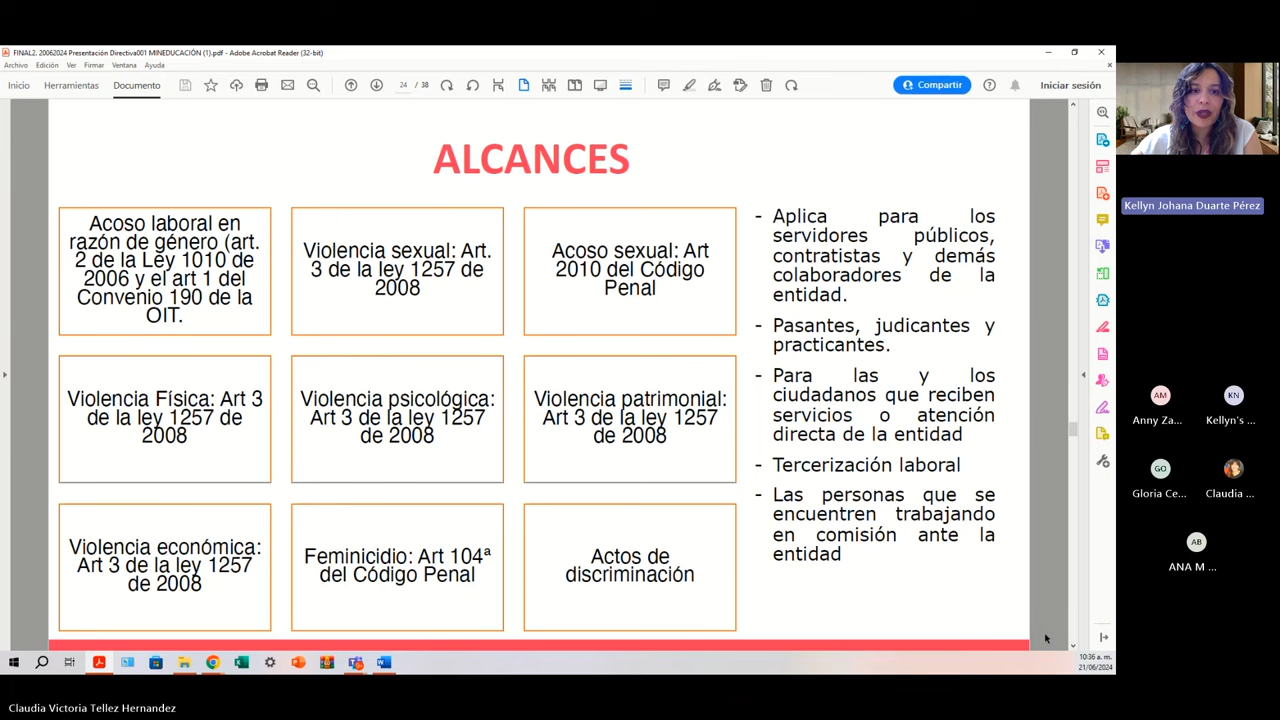 FINAL2. 20062024 Presentación Directiva001 MINEDUCACIÓN (1).pdf - Adobe Acrobat Reader (32-bit)
Archivo Edición Ver Firmar Ventana Ayuda
Inicio Herramientas Documento 24 / 38 Compartir Iniciar sesión
ALCANCES
Acoso laboral en
razón de género (art.
2 de la Ley 1010 de
2006 y el art 1 del
Convenio 190 de la
OIT.
Violencia sexual: Art.
3 de la ley 1257 de
2008
Acoso sexual: Art
2010 del Código
Penal
Violencia Física: Art 3
de la ley 1257 de
2008
Violencia psicológica:
Art 3 de la ley 1257
de 2008
Violencia patrimonial:
Art 3 de la ley 1257
de 2008
Violencia económica:
Art 3 de la ley 1257
de 2008
Feminicidio: Art 104ª
del Código Penal
Actos de
discriminación
- Aplica para los
servidores públicos,
contratistas y demás
colaboradores de la
entidad.
- Pasantes, judicantes y
practicantes.
- Para las y los
ciudadanos que reciben
servicios o atención
directa de la entidad
- Tercerización laboral
- Las personas que se
encuentren trabajando
en comisión ante la
entidad
Kellyn Johana Duarte Pérez
AM
KN
Anny Za...
Kellyn's ...
GO
Gloria Ce...
Claudia ...
AB
ANA M ...
10:36 a. m.
21/06/2024
Claudia Victoria Tellez Hernandez